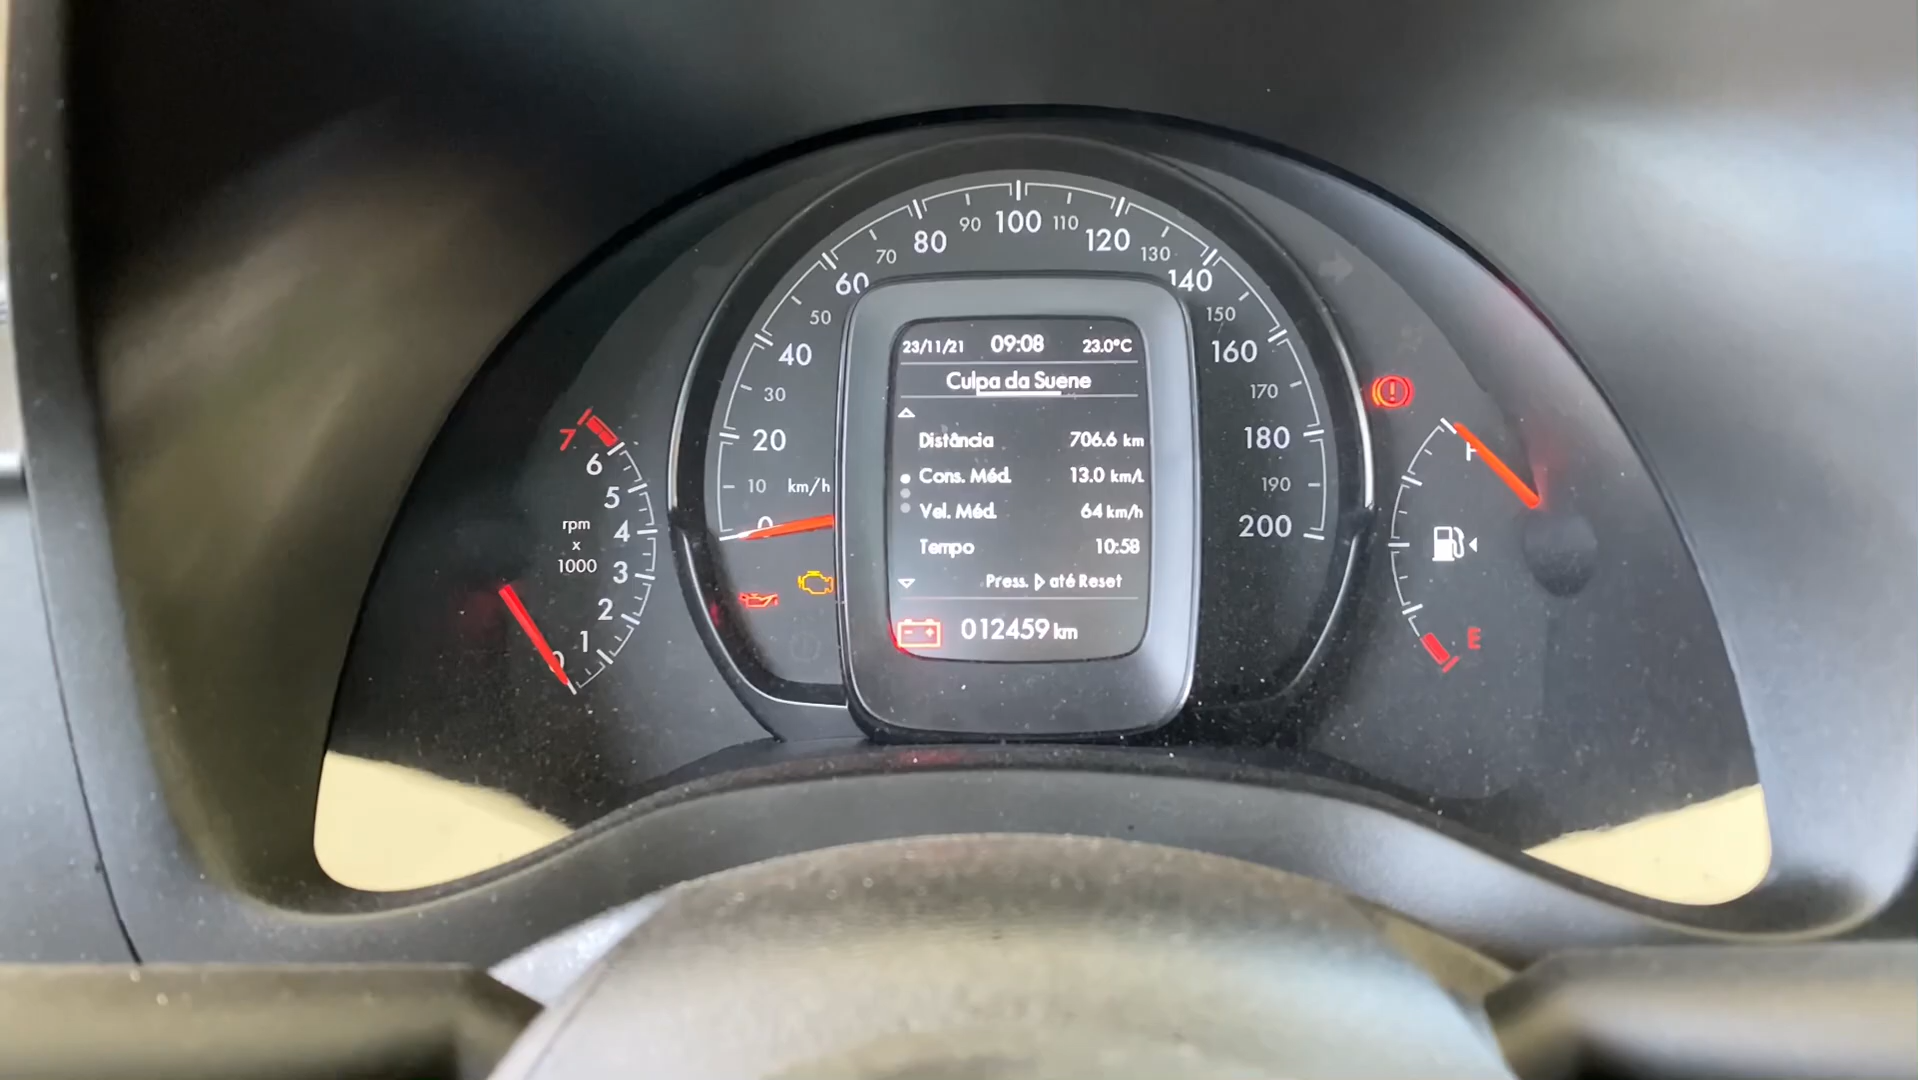 0
10
20
30
40
50
60
70
80
90
100
110
120
130
140
150
160
170
180
190
200
km/h
7
6
5
4
3
2
1
0
rpm
x
1000
23/11/21 09:08 23.0°C
Culpa da Suene
Distância 706.6 km
Cons. Méd. 13.0 km/L
Vel. Méd. 64 km/h
Tempo 10:58
Press. ▷ até Reset
012459 km
F
E